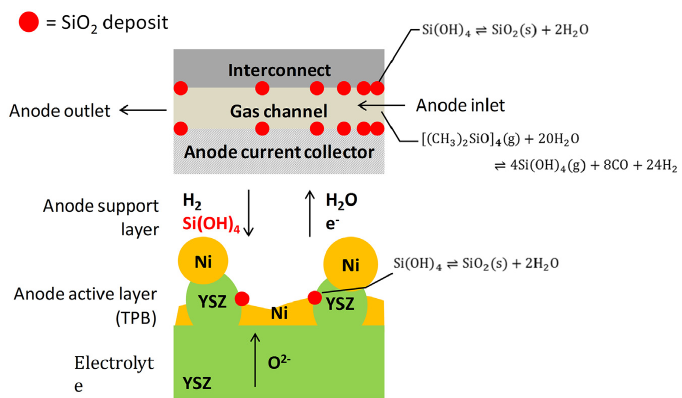 = SiO₂ deposit
Si(OH)₄ ⇌ SiO₂(s) + 2H₂O
Interconnect
Anode outlet
Gas channel
Anode inlet
[(CH₃)₂SiO]₄(g) + 20H₂O
⇌ 4Si(OH)₄(g) + 8CO + 24H₂
Anode current collector
Anode support
layer
H₂
Si(OH)₄
H₂O
e⁻
Si(OH)₄ ⇌ SiO₂(s) + 2H₂O
Ni
Ni
Anode active layer
(TPB)
YSZ
Ni
YSZ
Electrolyt
e
O²⁻
YSZ